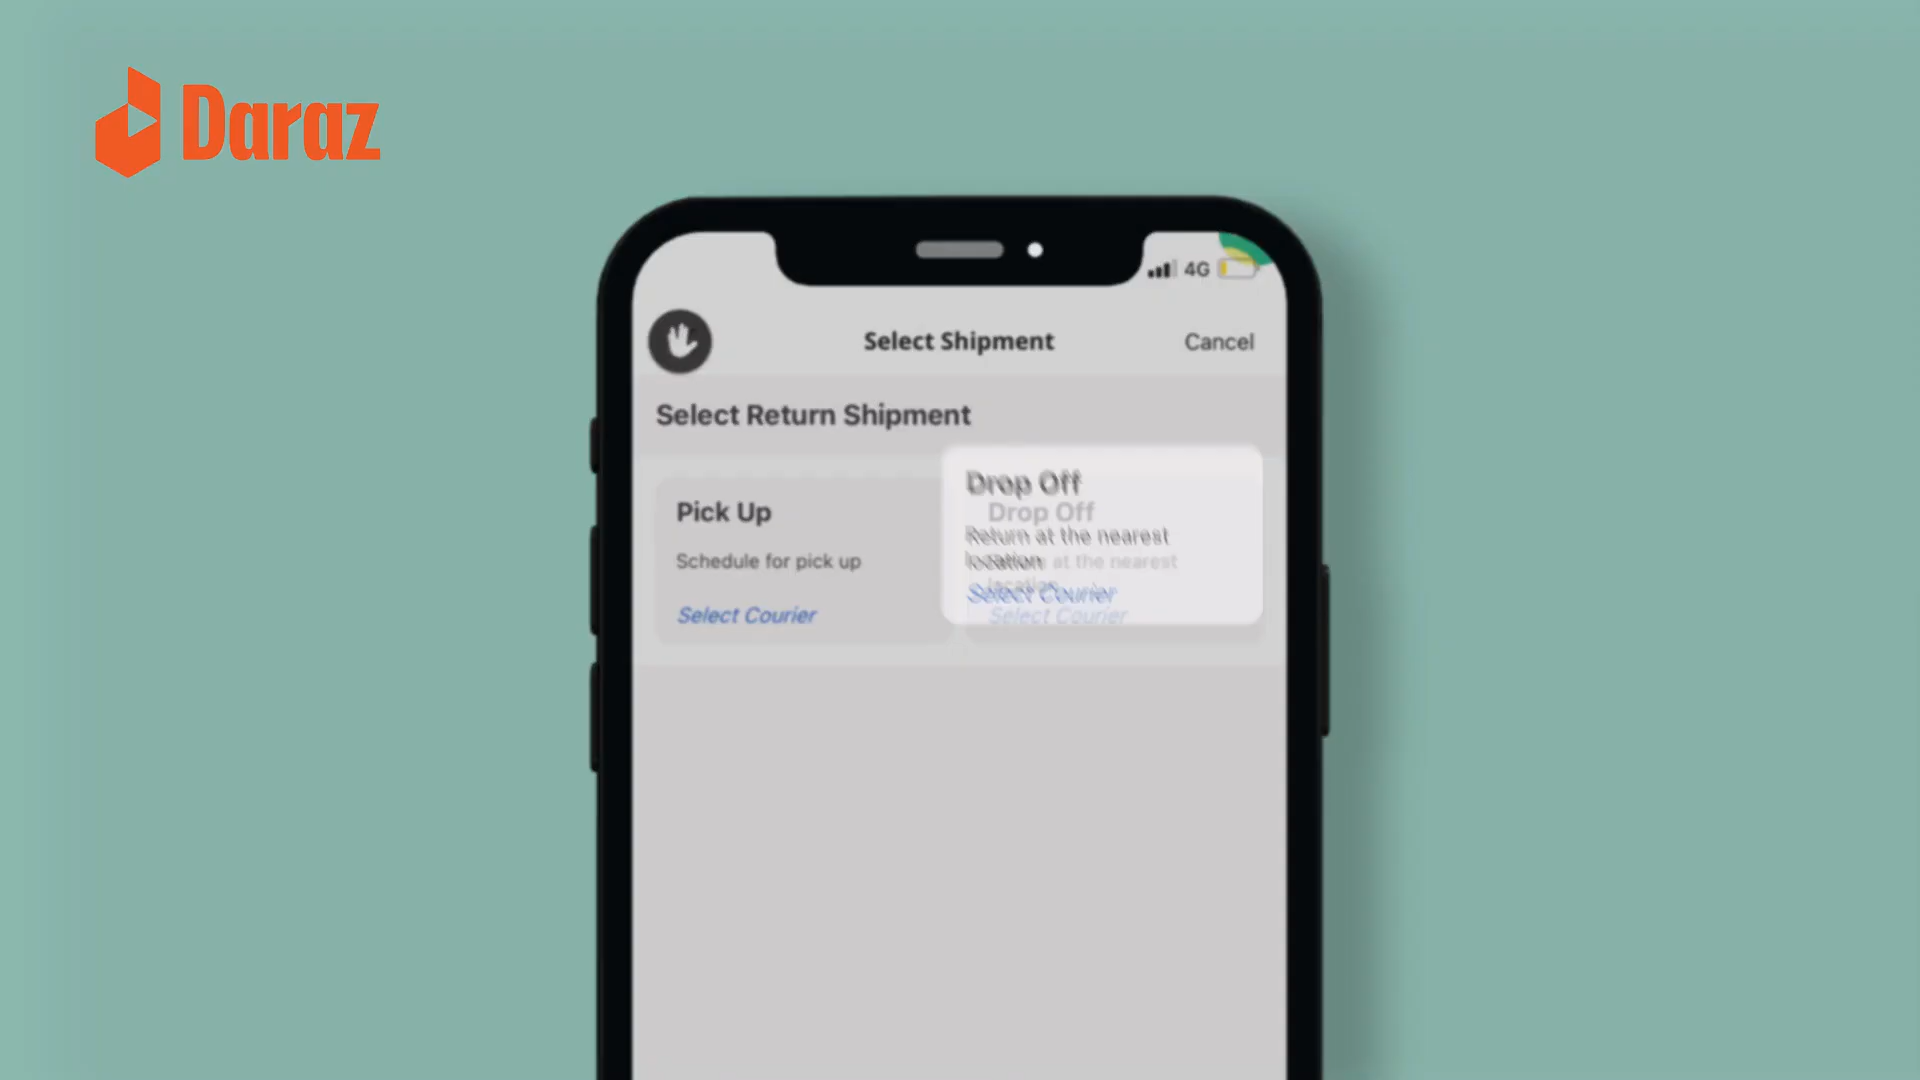 Daraz
4G
Select Shipment
Cancel
Select Return Shipment
Pick Up
Schedule for pick up
Select Courier
Drop Off
Return at the nearest
location
Select Courier
Drop Off
at the nearest
location
Select Courier